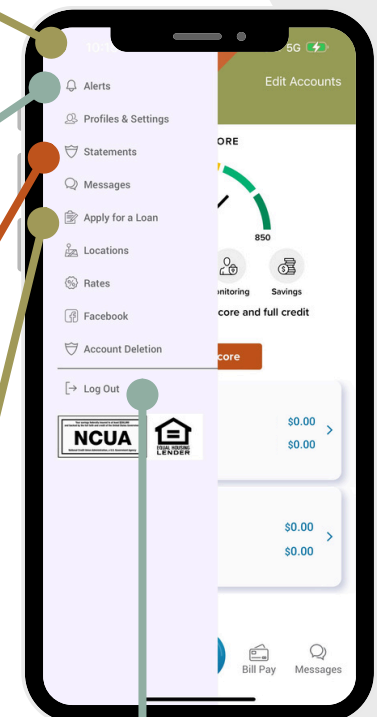 10:
5G
Edit Accounts
Alerts
Profiles & Settings
Statements
Messages
Apply for a Loan
Locations
Rates
Facebook
Account Deletion
Log Out
NCUA
EQUAL HOUSING
LENDER
ORE
850
nitoring
Savings
core and full credit
core
$0.00
$0.00
$0.00
$0.00
Bill Pay
Messages